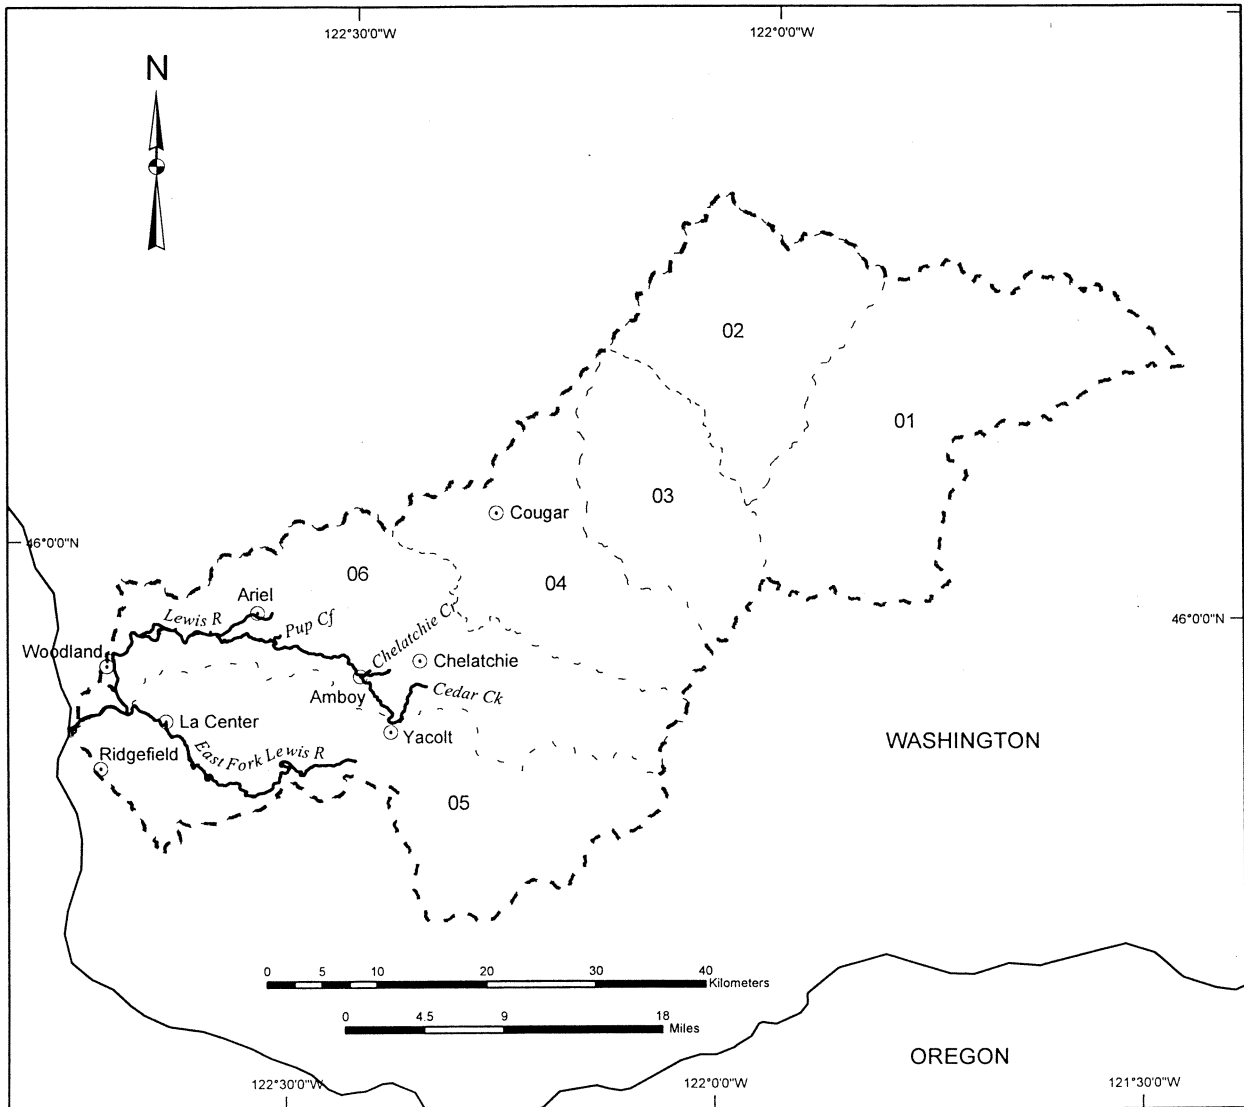 122°30'0"W
122°0'0"W
N
02
01
03
Cougar
46°0'0"N
06
04
Ariel
Lewis R
Pup Cf
Chelatchie Cr
46°0'0"N
Woodland
Chelatchie
Amboy
Cedar Ck
La Center
Yacolt
WASHINGTON
Ridgefield
East Fork Lewis R
05
0 5 10 20 30 40
Kilometers
0 4.5 9 18
Miles
OREGON
122°30'0"W
122°0'0"W
121°30'0"W